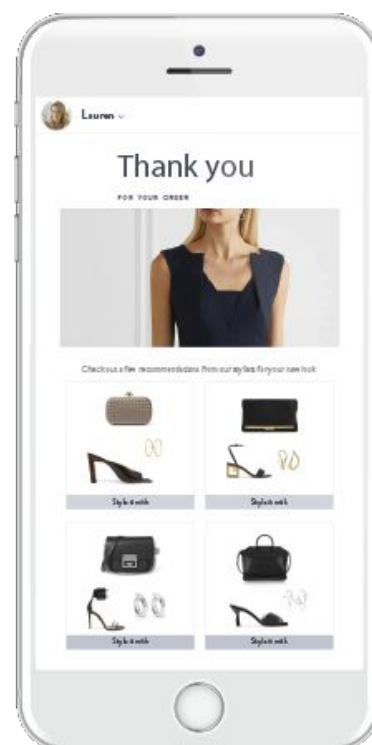 Lauren
Thank you
FOR YOUR ORDER
Check out a few recommendations from our stylists for your new look
Style it with
Style it with
Style it with
Style it with